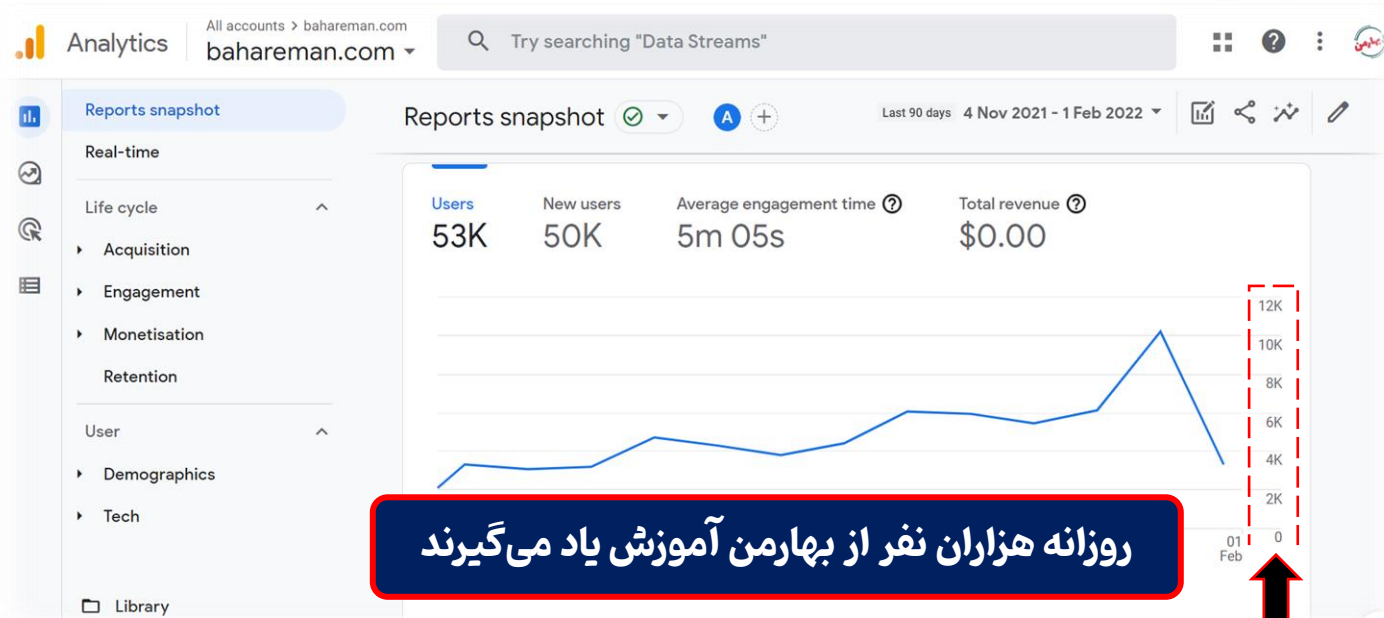 Analytics
All accounts > bahareman.com
bahareman.com
Try searching "Data Streams"
Reports snapshot
Real-time
Life cycle
Acquisition
Engagement
Monetisation
Retention
User
Demographics
Tech
Library
Reports snapshot
A
Last 90 days 4 Nov 2021 - 1 Feb 2022
Users
53K
New users
50K
Average engagement time
5m 05s
Total revenue
$0.00
12K
10K
8K
6K
4K
2K
0
01
Feb
روزانه هزاران نفر از بهارمن آموزش یاد می‌گیرند
بهارمن